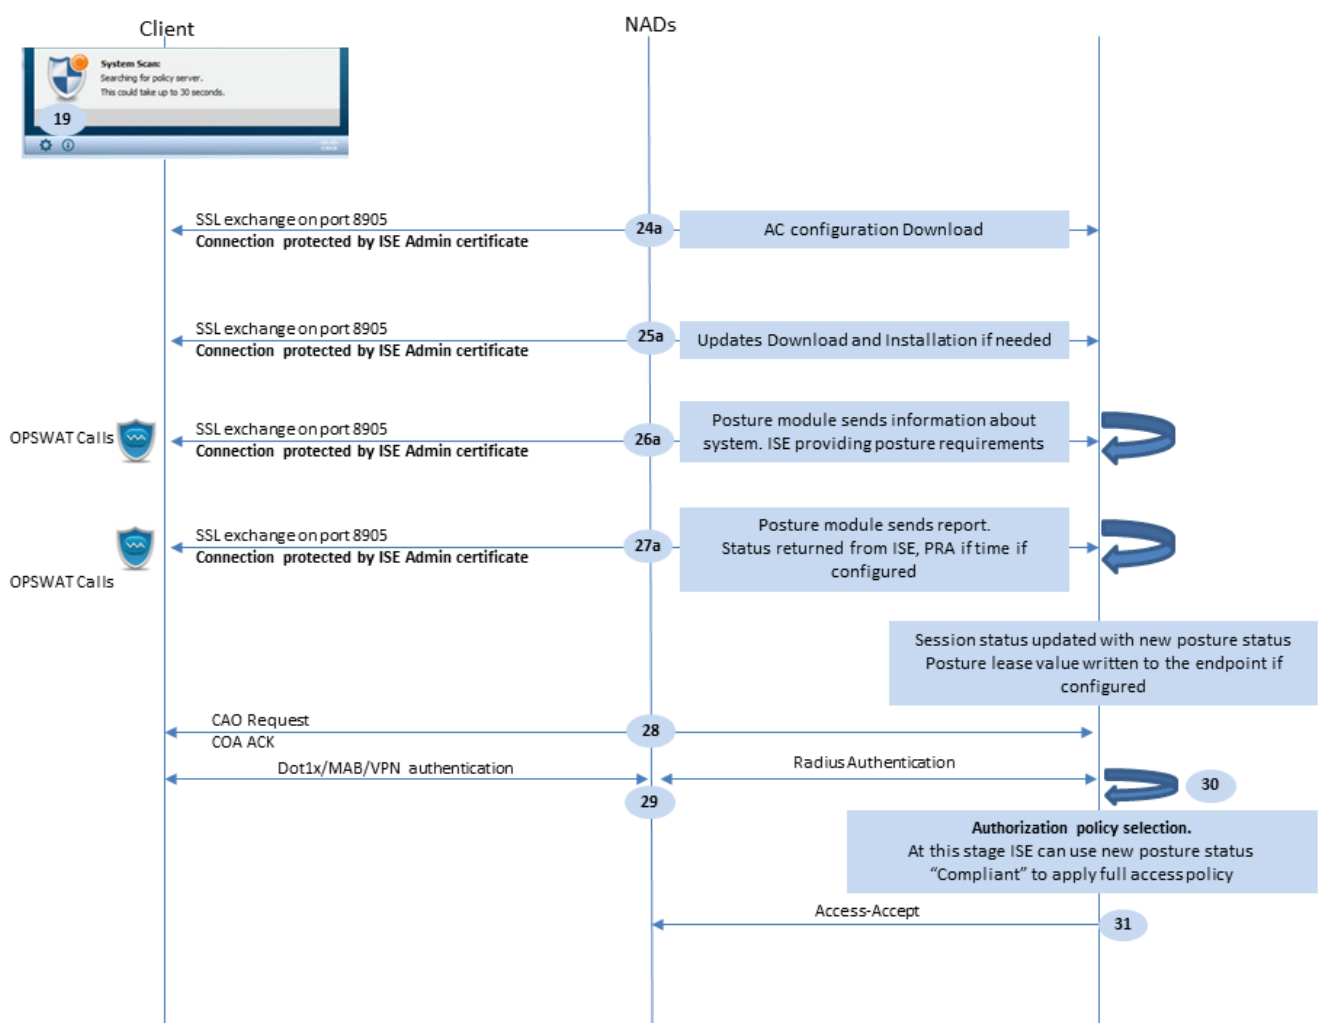 Client
NADs
System Scan:
Searching for policy server.
This could take up to 30 seconds.
19
SSL exchange on port 8905
Connection protected by ISE Admin certificate
24a
AC configuration Download
SSL exchange on port 8905
Connection protected by ISE Admin certificate
25a
Updates Download and Installation if needed
OPSWAT Calls
SSL exchange on port 8905
Connection protected by ISE Admin certificate
26a
Posture module sends information about
system. ISE providing posture requirements
OPSWAT Calls
SSL exchange on port 8905
Connection protected by ISE Admin certificate
27a
Posture module sends report.
Status returned from ISE, PRA if time if
configured
Session status updated with new posture status
Posture lease value written to the endpoint if
configured
CAO Request
COA ACK
28
Dot1x/MAB/VPN authentication
29
Radius Authentication
30
Authorization policy selection.
At this stage ISE can use new posture status
“Compliant” to apply full access policy
Access-Accept
31